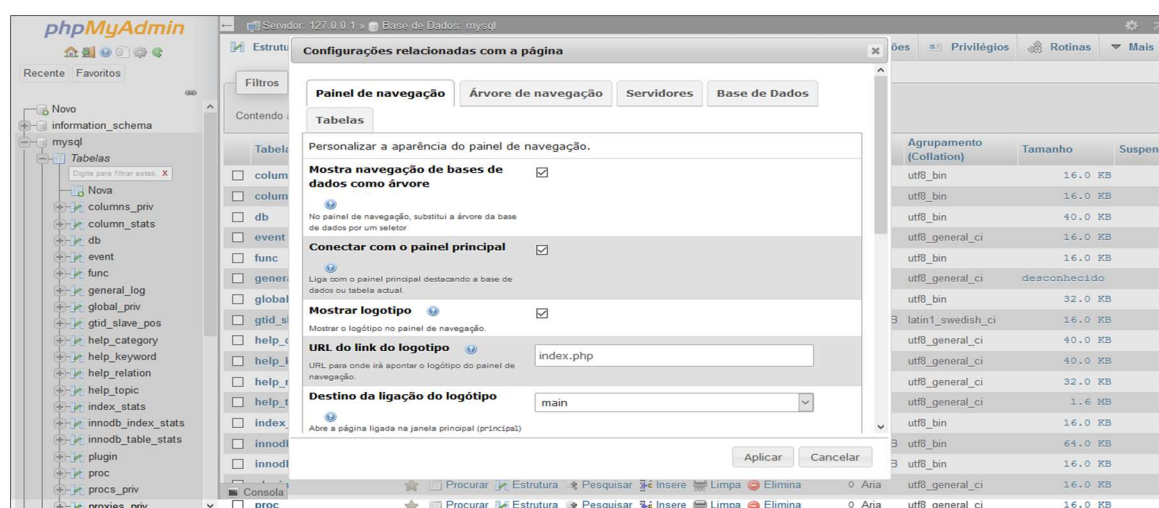 phpMyAdmin
Recente Favoritos
Novo
information_schema
mysql
Tabelas
Digite para filtrar estes, X
Nova
columns_priv
column_stats
db
event
func
general_log
global_priv
gtid_slave_pos
help_category
help_keyword
help_relation
help_topic
index_stats
innodb_index_stats
innodb_table_stats
plugin
proc
procs_priv
proxies_priv
Servidor: 127.0.0.1 » Base de Dados: mysql
Estrutu
ões Privilégios Rotinas Mais
Filtros
Contendo a
Configurações relacionadas com a página
Painel de navegação Árvore de navegação Servidores Base de Dados
Tabelas
Personalizar a aparência do painel de navegação.
Mostra navegação de bases de
dados como árvore
No painel de navegação, substitui a árvore da base
de dados por um seletor
Conectar com o painel principal
Liga com o painel principal destacando a base de
dados ou tabela actual.
Mostrar logotipo
Mostrar o logótipo no painel de navegação.
URL do link do logotipo
index.php
URL para onde irá apontar o logótipo do painel de
navegação.
Destino da ligação do logótipo
main
Abre a página ligada na janela principal (principal)
Aplicar Cancelar
Tabela Agrupamento
(Collation) Tamanho Suspen
colum utf8_bin 16.0 KB
colum utf8_bin 16.0 KB
db utf8_bin 40.0 KB
event utf8_general_ci 16.0 KB
func utf8_bin 16.0 KB
genera utf8_general_ci desconhecido
global utf8_bin 32.0 KB
gtid_sl B latin1_swedish_ci 16.0 KB
help_c utf8_general_ci 40.0 KB
help_k utf8_general_ci 40.0 KB
help_r utf8_general_ci 32.0 KB
help_t utf8_general_ci 1.6 MB
index_ utf8_bin 16.0 KB
innodb B utf8_bin 64.0 KB
innodb B utf8_bin 16.0 KB
Consola
Procurar Estrutura Pesquisar Insere Limpa Elimina 0 Aria utf8_general_ci 16.0 KB
proc Procurar Estrutura Pesquisar Insere Limpa Elimina 0 Aria utf8_general_ci 16.0 KB